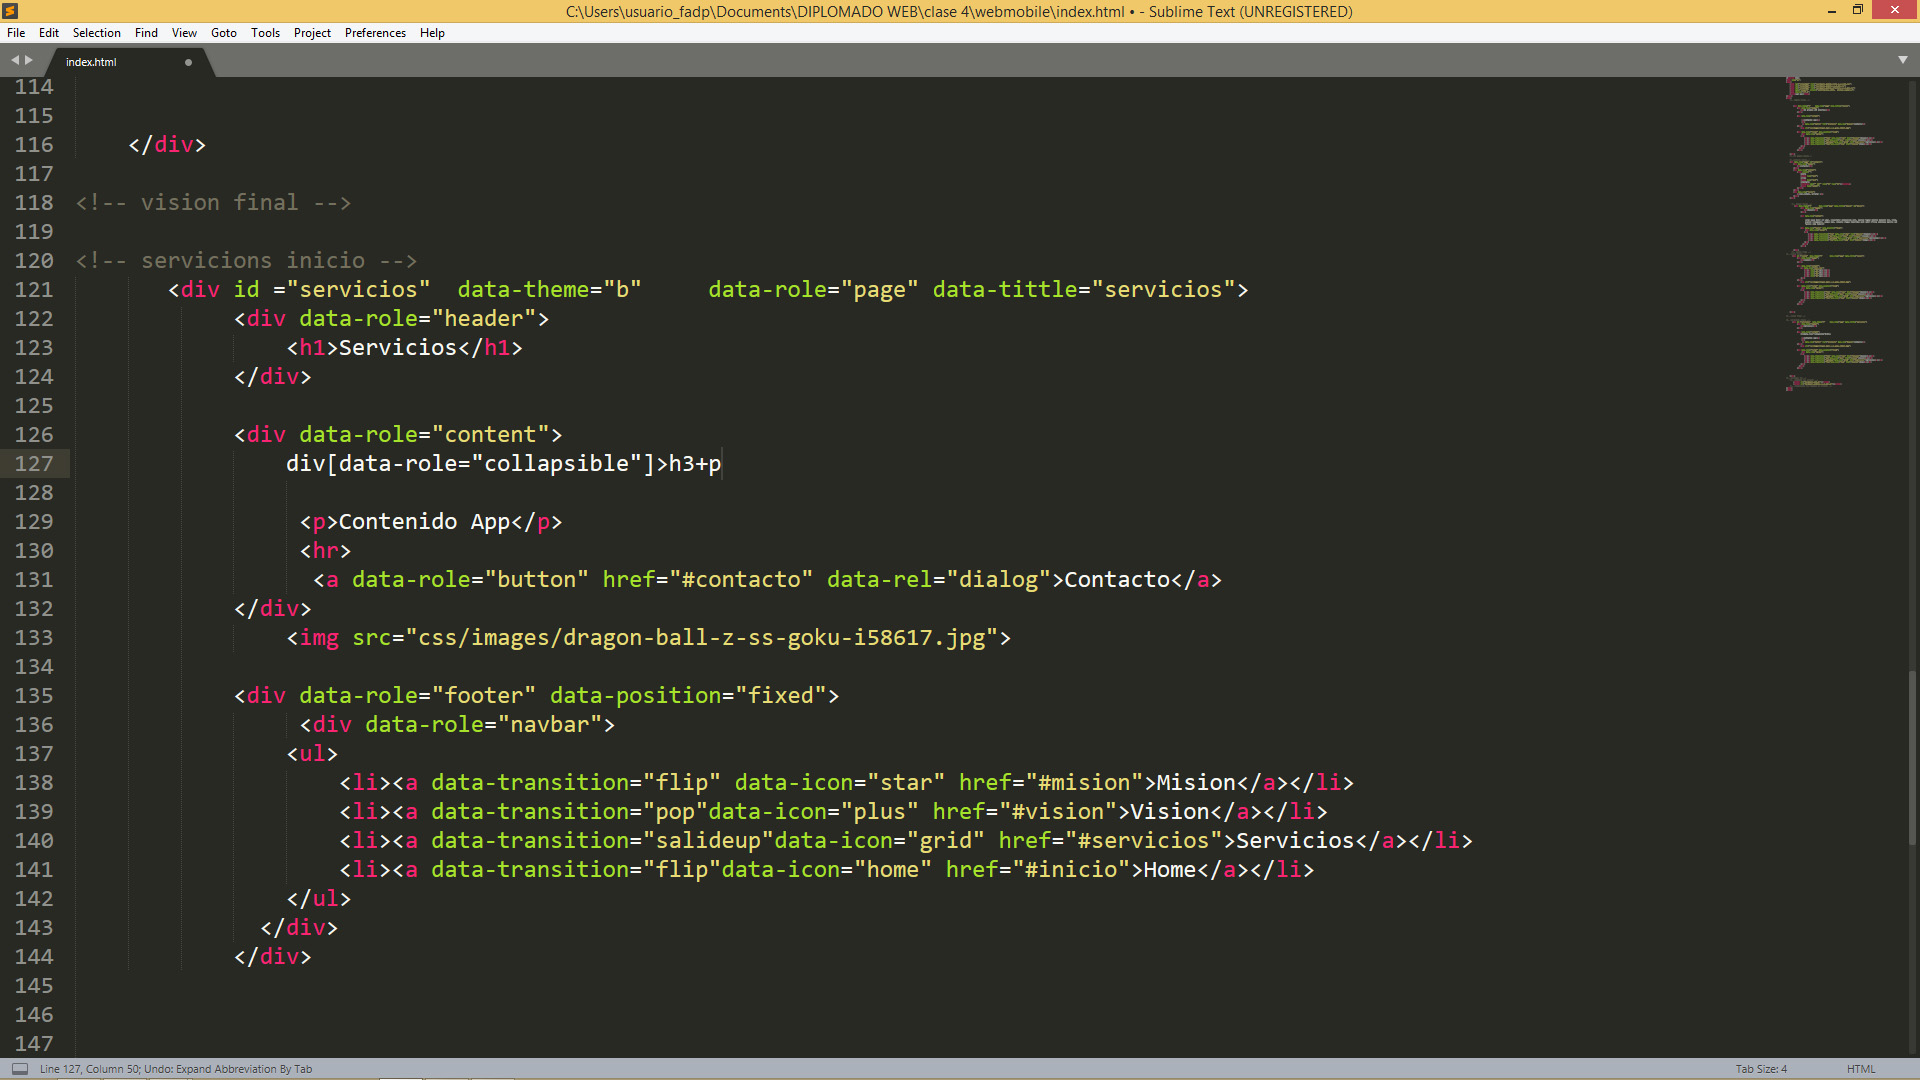 C:\Users\usuario_fadp\Documents\DIPLOMADO WEB\clase 4\webmobile\index.html • - Sublime Text (UNREGISTERED)
File Edit Selection Find View Goto Tools Project Preferences Help
index.html
114
115
116 </div>
117
118 <!-- vision final -->
119
120 <!-- servicions inicio -->
121 <div id ="servicios" data-theme="b" data-role="page" data-tittle="servicios">
122 <div data-role="header">
123 <h1>Servicios</h1>
124 </div>
125
126 <div data-role="content">
127 div[data-role="collapsible"]>h3+p
128
129 <p>Contenido App</p>
130 <hr>
131 <a data-role="button" href="#contacto" data-rel="dialog">Contacto</a>
132 </div>
133 <img src="css/images/dragon-ball-z-ss-goku-i58617.jpg">
134
135 <div data-role="footer" data-position="fixed">
136 <div data-role="navbar">
137 <ul>
138 <li><a data-transition="flip" data-icon="star" href="#mision">Mision</a></li>
139 <li><a data-transition="pop"data-icon="plus" href="#vision">Vision</a></li>
140 <li><a data-transition="salideup"data-icon="grid" href="#servicios">Servicios</a></li>
141 <li><a data-transition="flip"data-icon="home" href="#inicio">Home</a></li>
142 </ul>
143 </div>
144 </div>
145
146
147
Line 127, Column 50; Undo: Expand Abbreviation By Tab Tab Size: 4 HTML